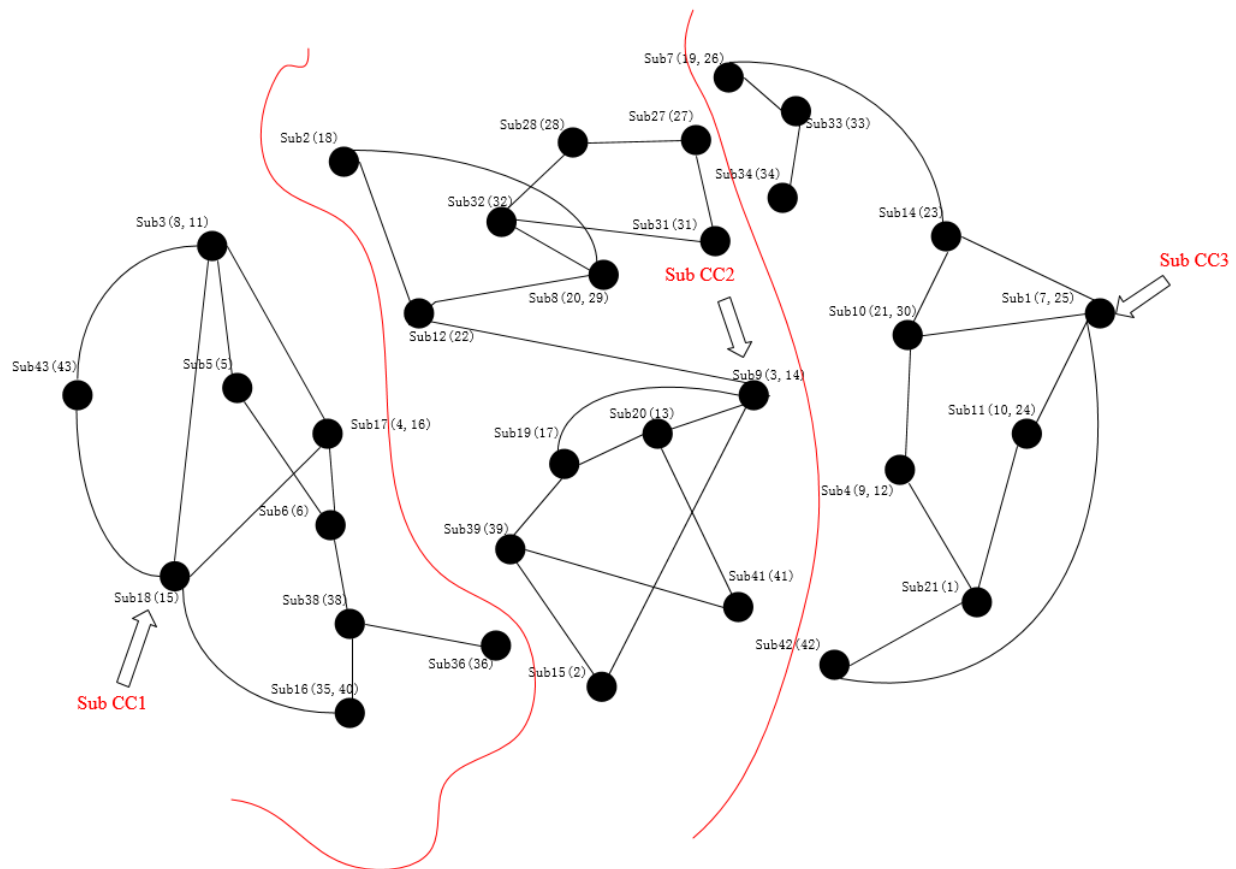 Sub7 (19, 26)
Sub33 (33)
Sub34 (34)
Sub28 (28)
Sub27 (27)
Sub2 (18)
Sub32 (32)
Sub31 (31)
Sub8 (20, 29)
Sub CC2
Sub12 (22)
Sub3 (8, 11)
Sub14 (23)
Sub CC3
Sub1 (7, 25)
Sub10 (21, 30)
Sub43 (43)
Sub5 (5)
Sub9 (3, 14)
Sub17 (4, 16)
Sub20 (13)
Sub19 (17)
Sub11 (10, 24)
Sub4 (9, 12)
Sub6 (6)
Sub39 (39)
Sub41 (41)
Sub21 (1)
Sub18 (15)
Sub38 (38)
Sub36 (36)
Sub15 (2)
Sub42 (42)
Sub16 (35, 40)
Sub CC1